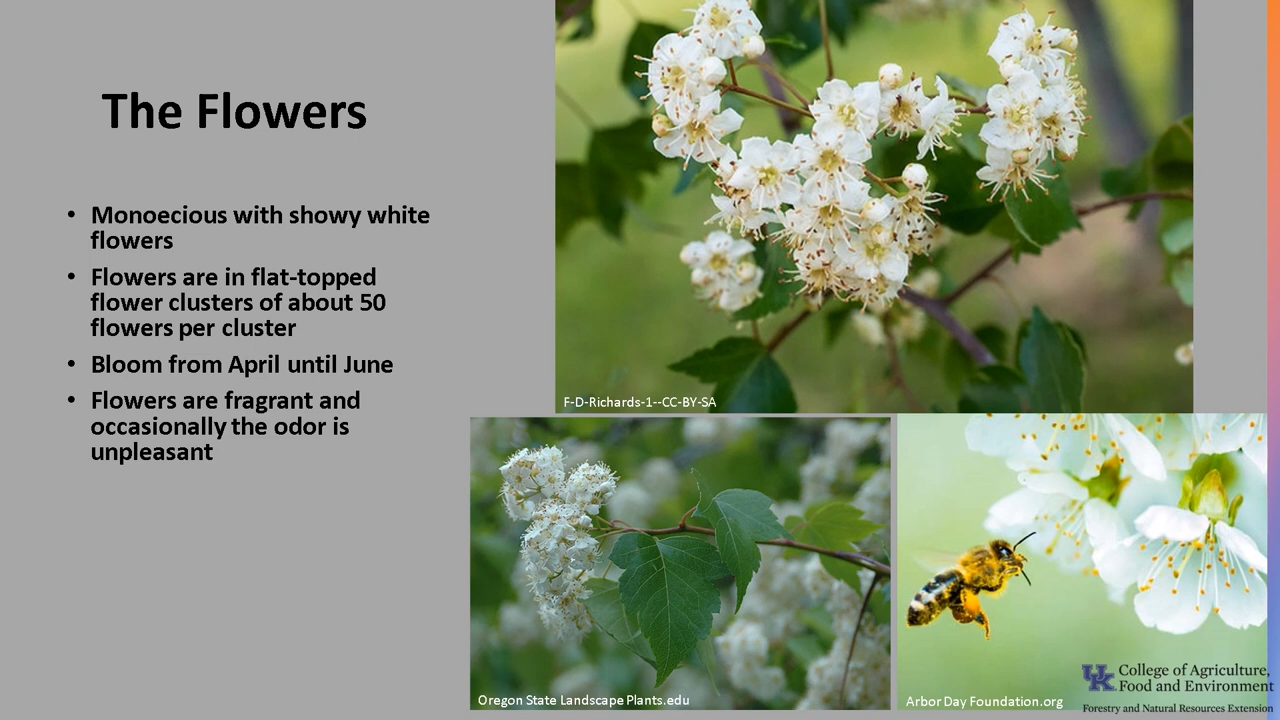 The Flowers
• Monoecious with showy white
flowers
• Flowers are in flat-topped
flower clusters of about 50
flowers per cluster
• Bloom from April until June
• Flowers are fragrant and
occasionally the odor is
unpleasant
F-D-Richards-1--CC-BY-SA
Oregon State Landscape Plants.edu
Arbor Day Foundation.org
UK College of Agriculture,
Food and Environment
Forestry and Natural Resources Extension